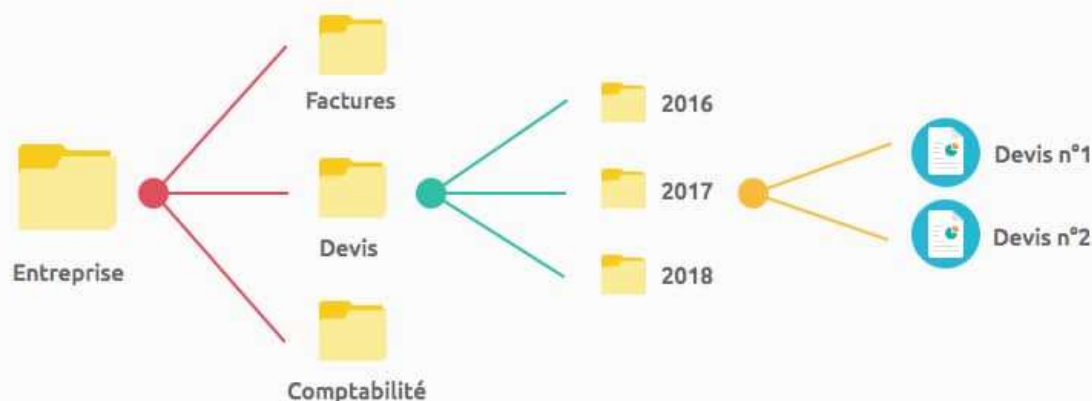 Entreprise
Factures
Devis
Comptabilité
2016
2017
2018
Devis n°1
Devis n°2